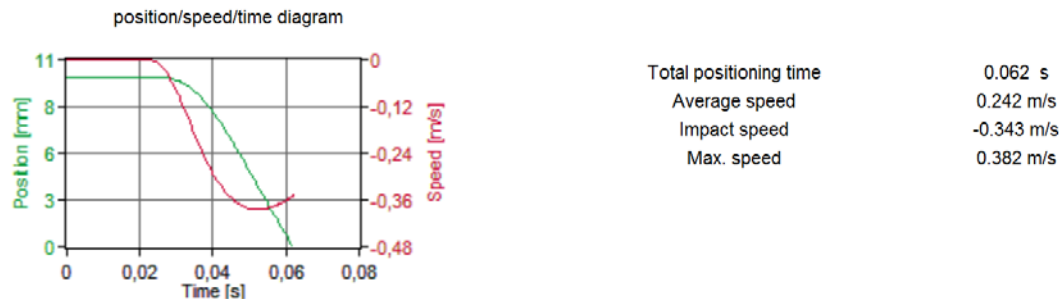 position/speed/time diagram
11
8
6
3
0
Position [mm]
0
-0,12
-0,24
-0,36
-0,48
Speed [m/s]
0
0,02
0,04
0,06
0,08
Time [s]
Total positioning time 0.062 s
Average speed 0.242 m/s
Impact speed -0.343 m/s
Max. speed 0.382 m/s